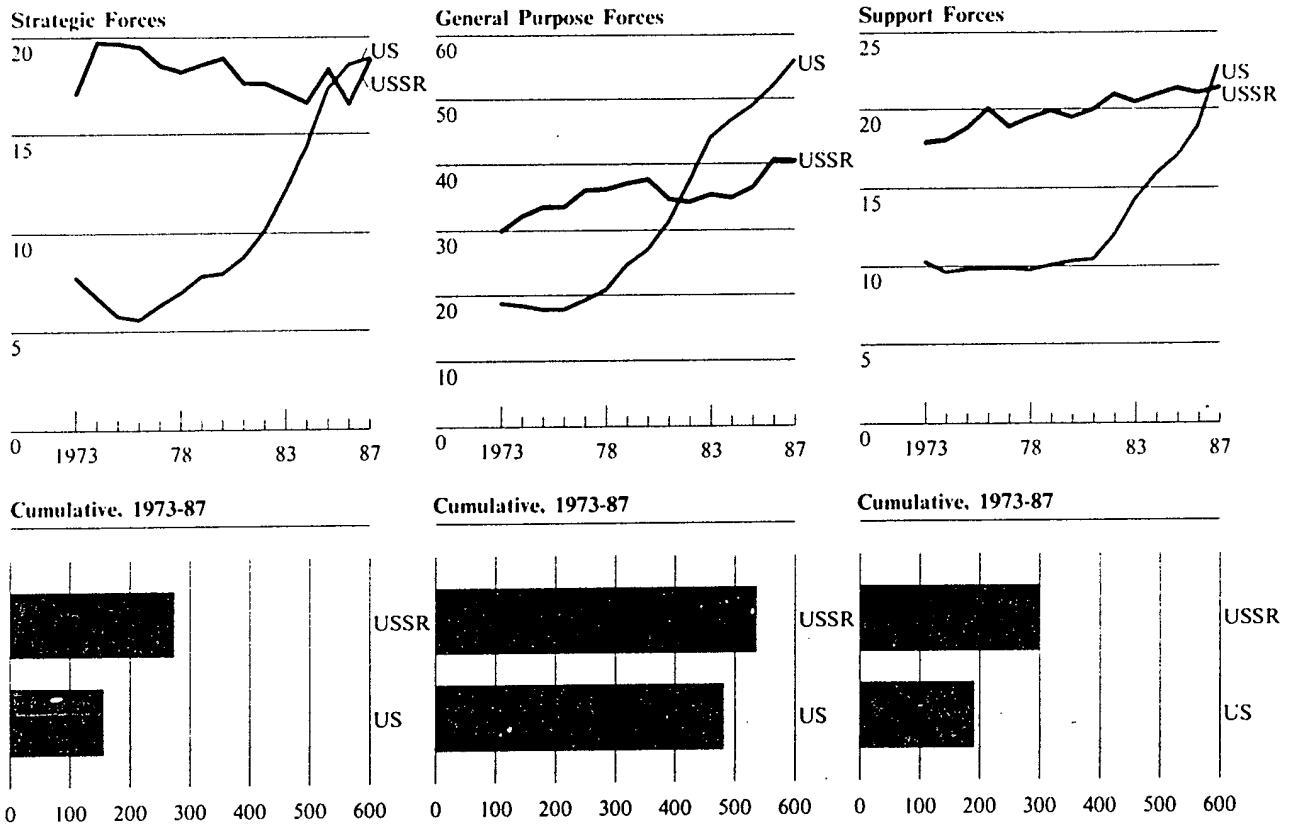 Strategic Forces
20
US
USSR
15
10
5
0
1973 78 83 87
General Purpose Forces
60
US
50
40
USSR
30
20
10
0
1973 78 83 87
Support Forces
25
US
USSR
20
15
10
5
0
1973 78 83 87
Cumulative, 1973-87
USSR
US
0 100 200 300 400 500 600
Cumulative, 1973-87
USSR
US
0 100 200 300 400 500 600
Cumulative, 1973-87
USSR
US
0 100 200 300 400 500 600